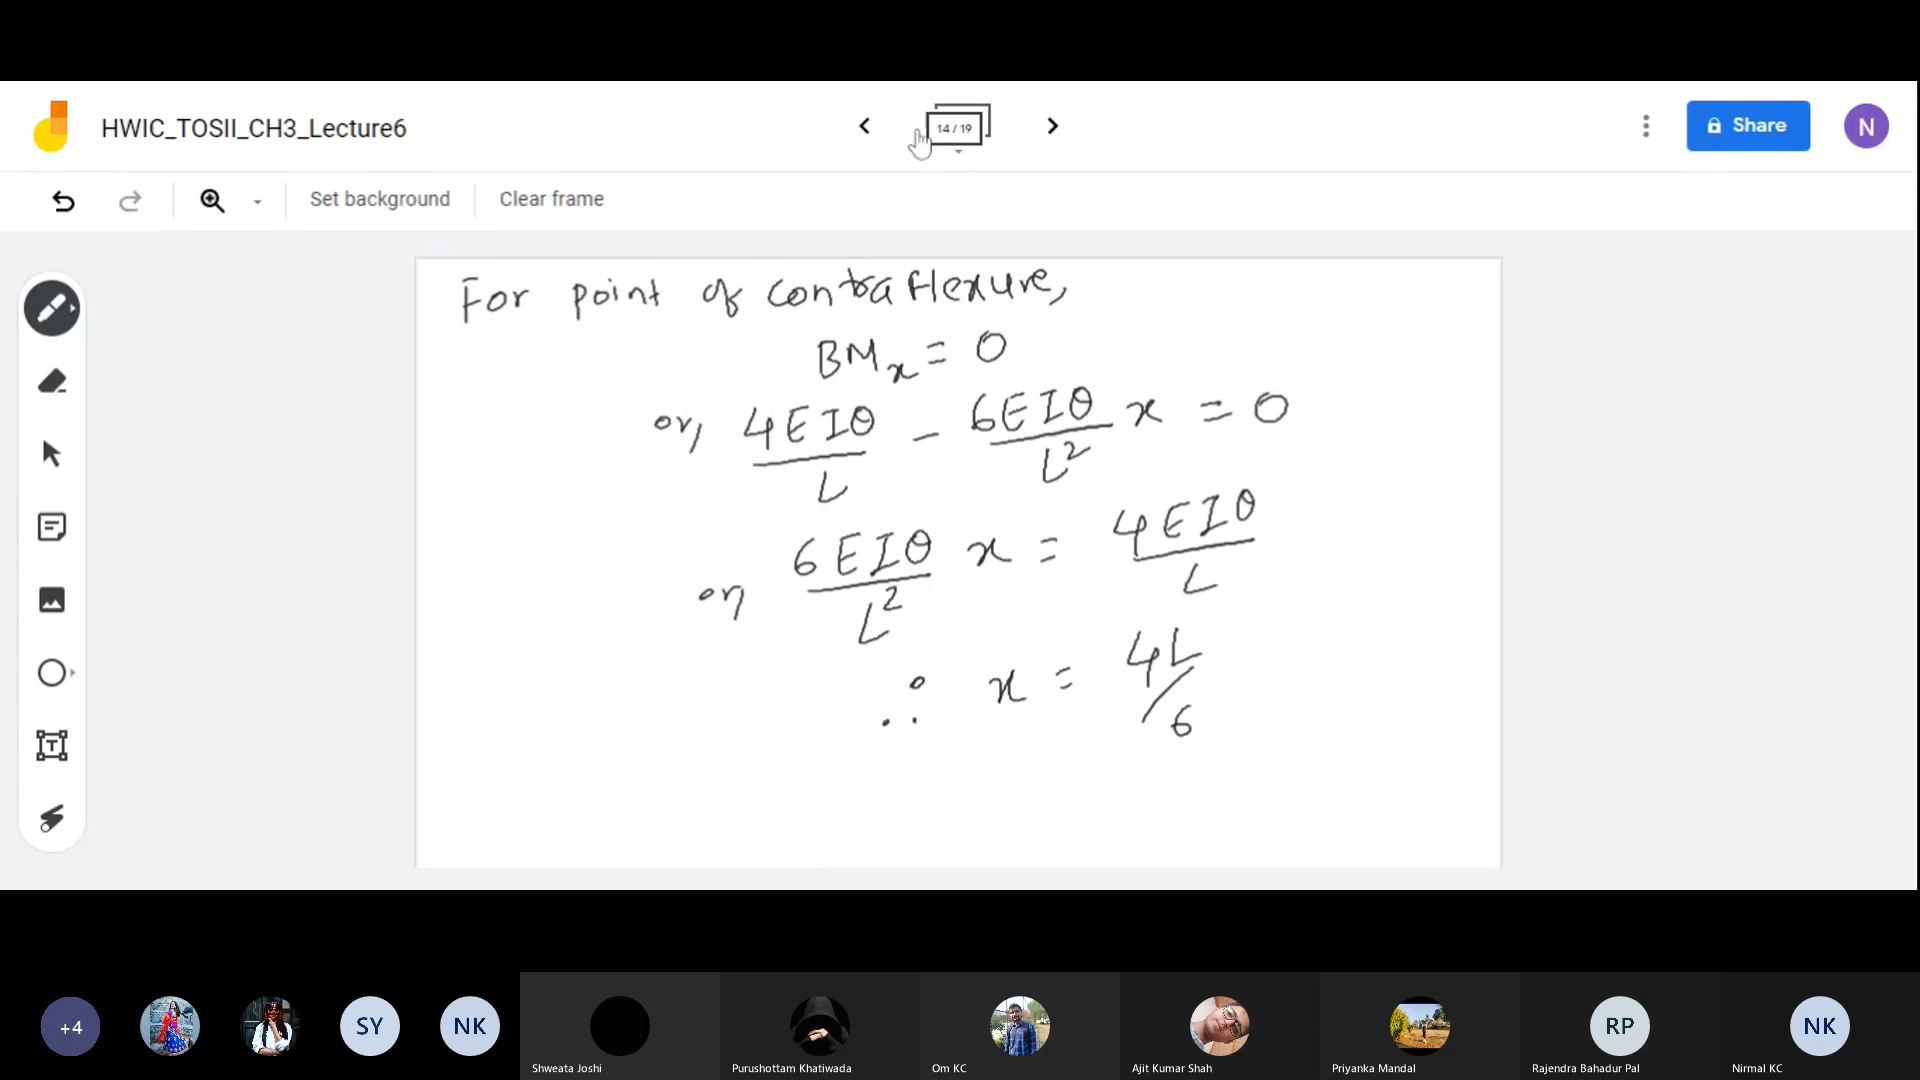 HWIC_TOSII_CH3_Lecture6
14 / 19
Share
N
Set background
Clear frame
For point of contraflexure,
BMx = 0
or, 4EIθ/L - 6EIθ/L² x = 0
or, 6EIθ/L² x = 4EIθ/L
∴ x = 4L/6
+4
SY
NK
RP
NK
Shweata Joshi
Purushottam Khatiwada
Om KC
Ajit Kumar Shah
Priyanka Mandal
Rajendra Bahadur Pal
Nirmal KC